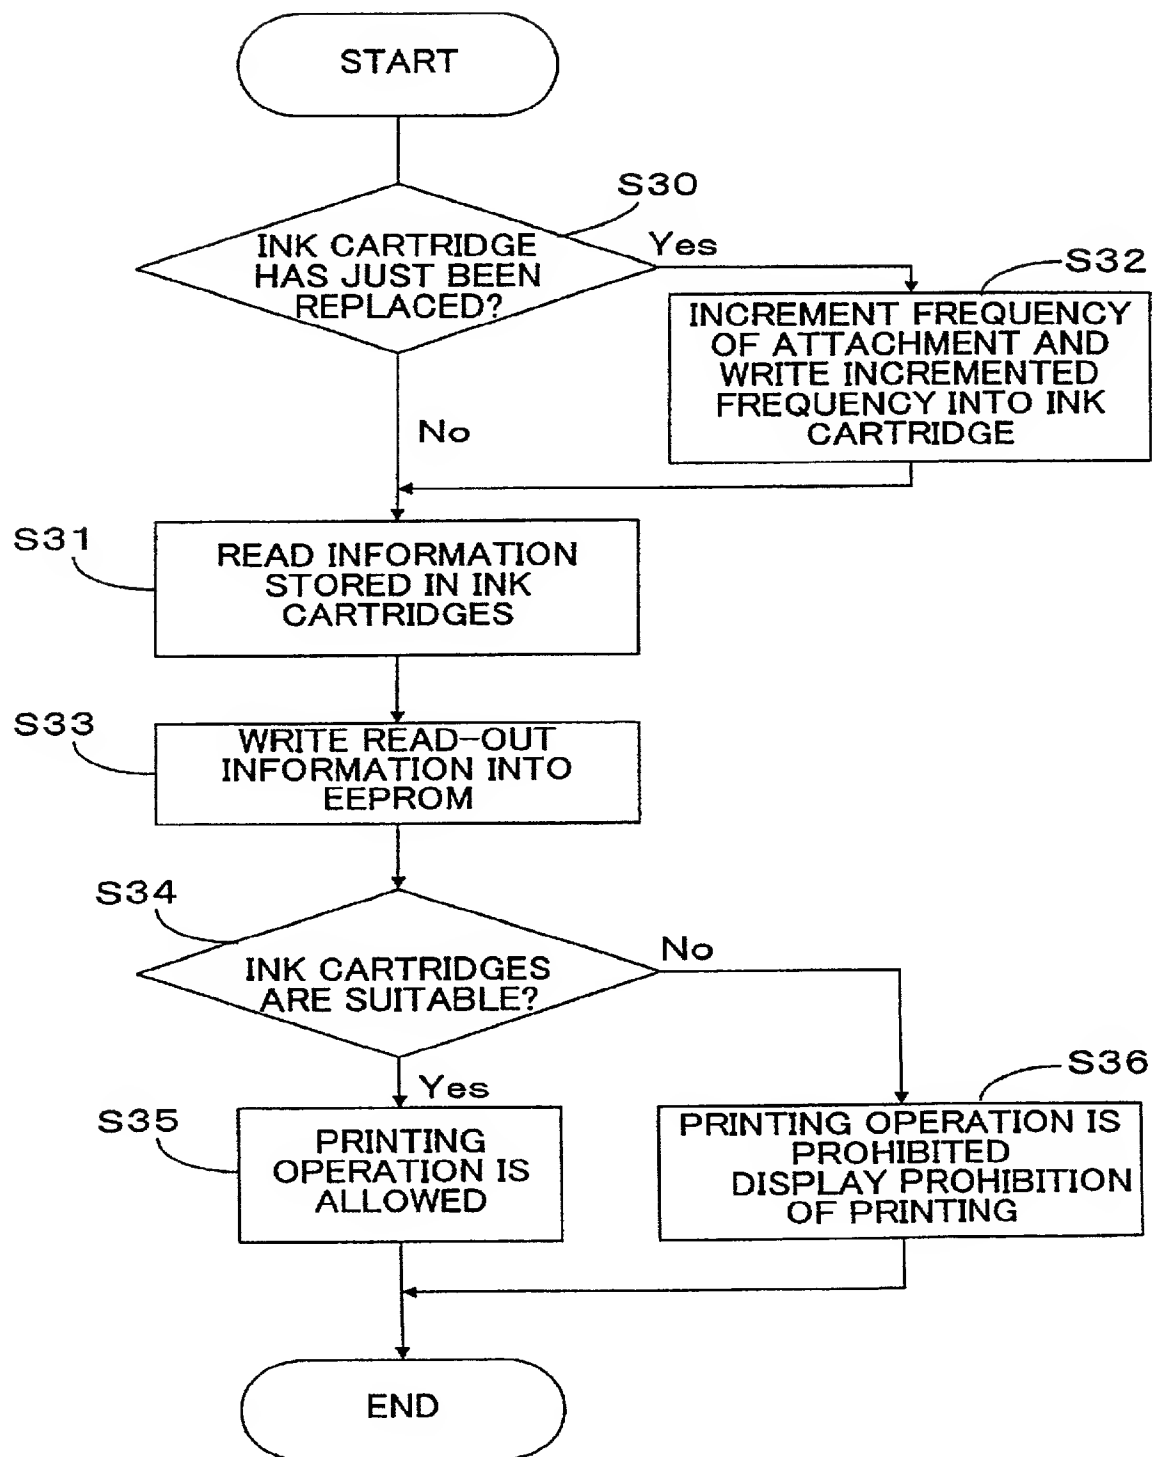 START
S30
INK CARTRIDGE
HAS JUST BEEN
REPLACED?
Yes
S32
INCREMENT FREQUENCY
OF ATTACHMENT AND
WRITE INCREMENTED
FREQUENCY INTO INK
CARTRIDGE
No
S31
READ INFORMATION
STORED IN INK
CARTRIDGES
S33
WRITE READ-OUT
INFORMATION INTO
EEPROM
S34
INK CARTRIDGES
ARE SUITABLE?
No
Yes
S35
PRINTING
OPERATION IS
ALLOWED
S36
PRINTING OPERATION IS
PROHIBITED
DISPLAY PROHIBITION
OF PRINTING
END